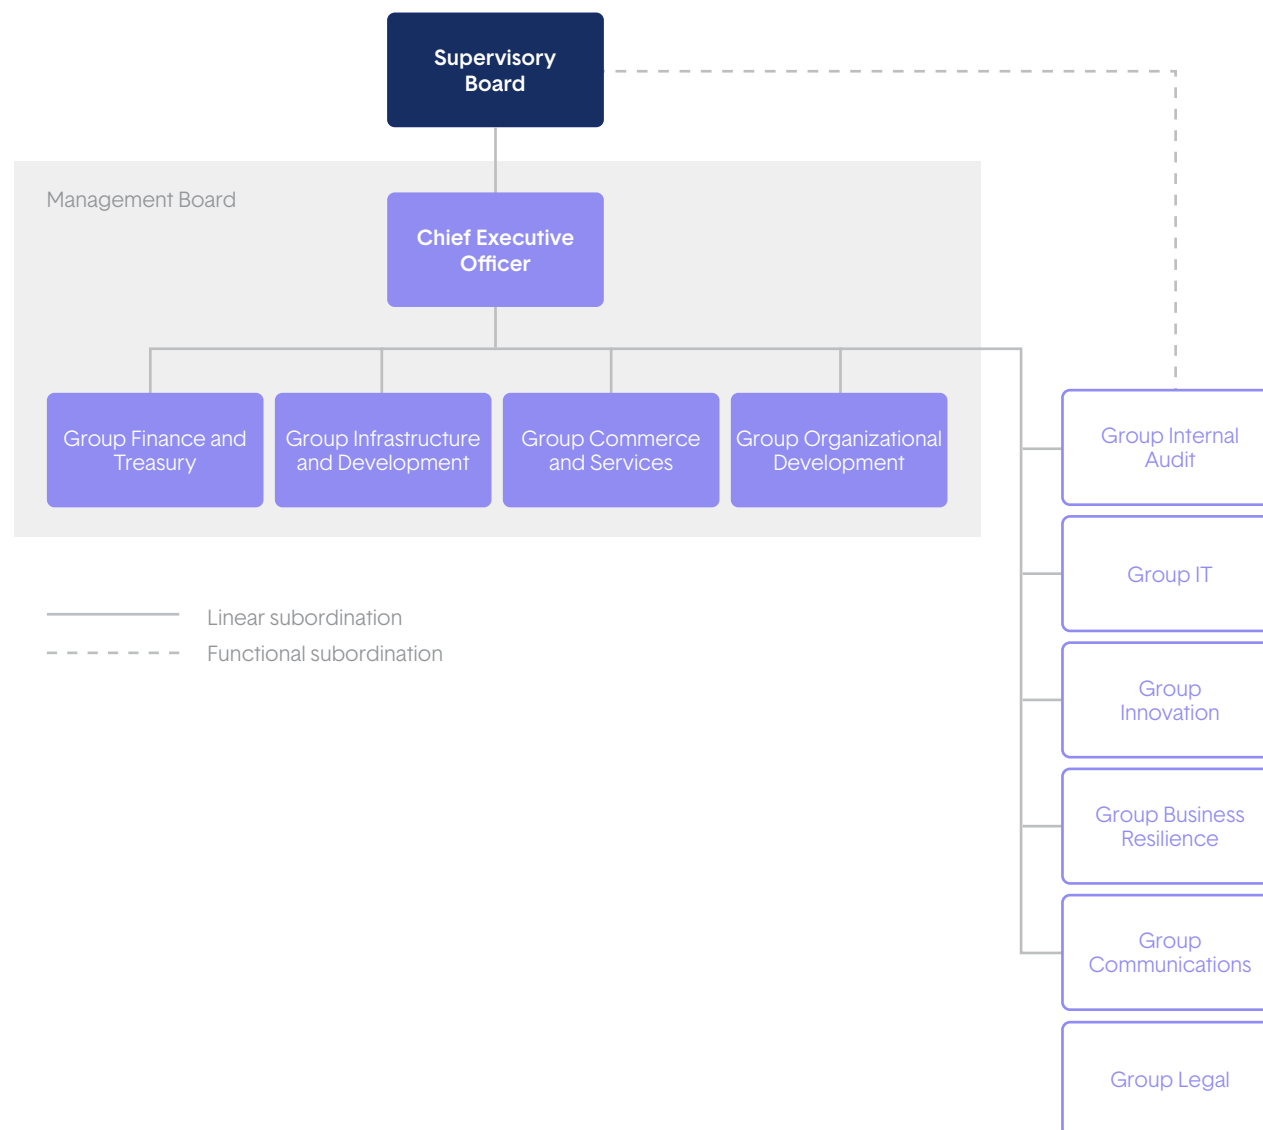 Supervisory
Board
Management Board
Chief Executive
Officer
Group Finance and
Treasury
Group Infrastructure
and Development
Group Commerce
and Services
Group Organizational
Development
Group Internal
Audit
Group IT
Group
Innovation
Group Business
Resilience
Group
Communications
Group Legal
Linear subordination
Functional subordination